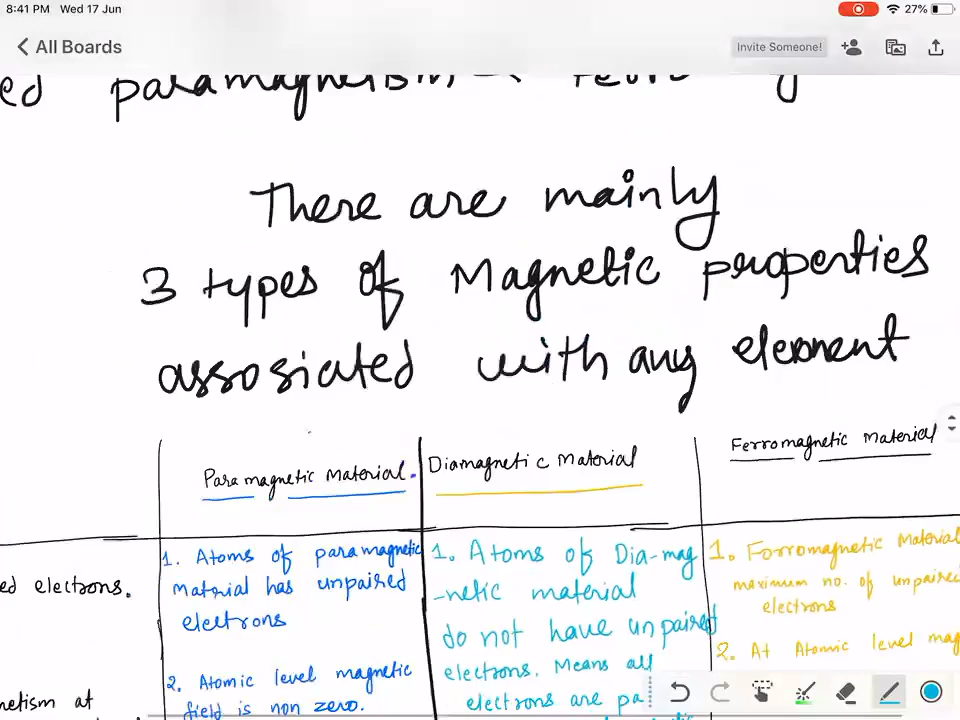 8:41 PM Wed 17 Jun
27%
All Boards
Invite Someone!
ed paramagnetism
There are mainly
3 types of Magnetic properties
assosiated with any element
Paramagnetic Material.
Diamagnetic Material
Ferromagnetic Material
ed electrons.
netism at
1. Atoms of paramagnetic
material has unpaired
electrons
2. Atomic level magnetic
field is non zero.
1. Atoms of Dia-mag
-netic material
do not have unpaired
electrons. Means all
electrons are pa
1. Forromagnetic Material
maximum no. of unpaired
electrons
2. At Atomic level mag